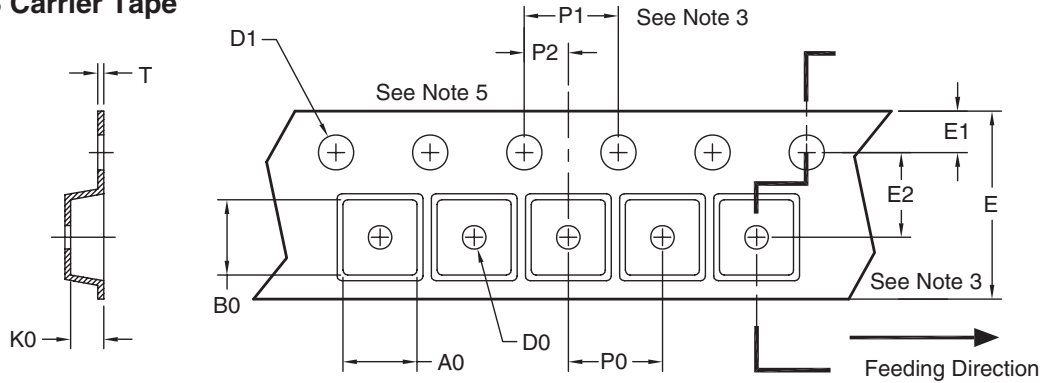 Carrier Tape
P1
See Note 3
D1
P2
T
See Note 5
E1
E2
E
B0
See Note 3
K0
D0
A0
P0
Feeding Direction